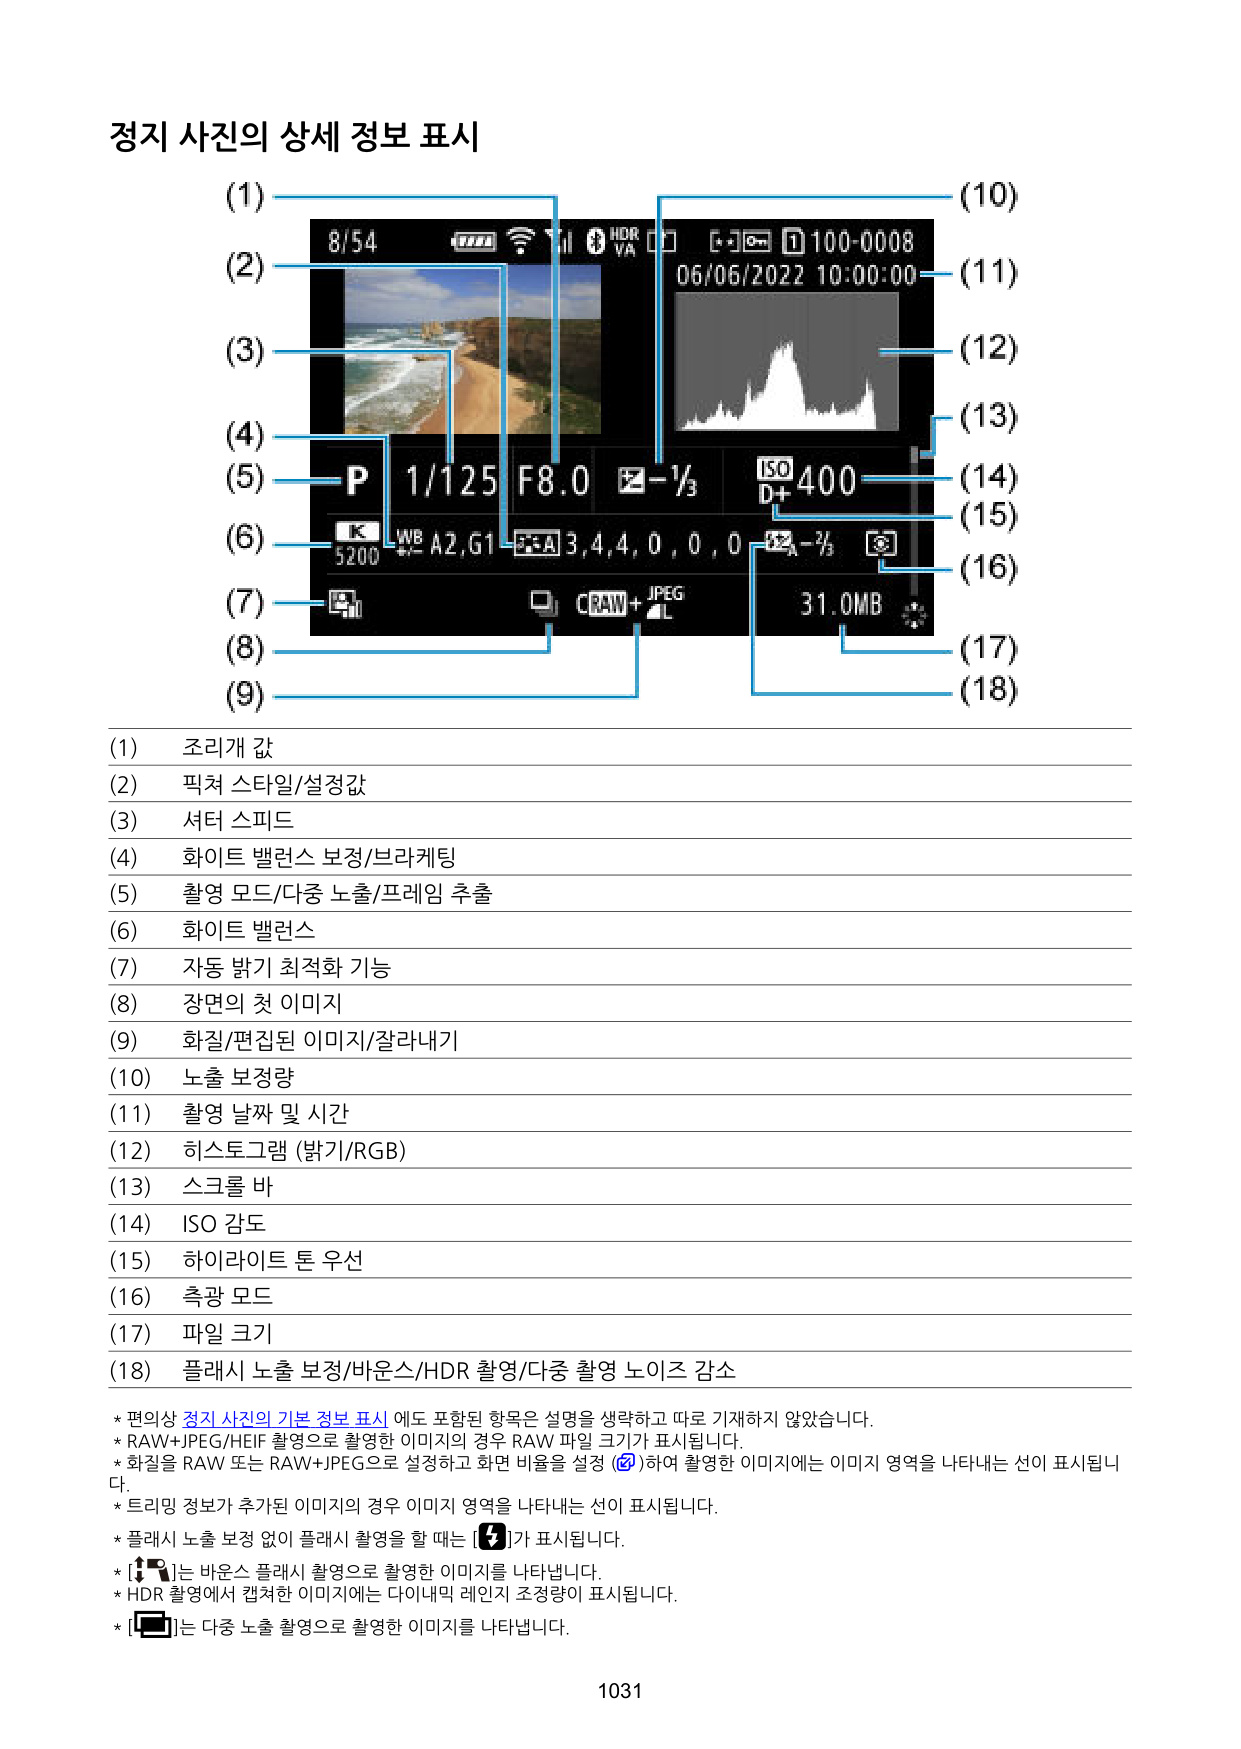 정지 사진의 상세 정보 표시
(1)
(10)
8/54
HDR
VA
1
100-0008
(2)
06/06/2022 10:00:00
(11)
(3)
(12)
(13)
(4)
(5)
P 1/125 F8.0 -⅓ ISO D+ 400
(14)
(15)
(6)
K
5200
WB +/- A2,G1 A 3,4,4,0,0,0 A-⅔
(16)
(7)
CRAW+JPEG L 31.0MB
(8)
(17)
(9)
(18)
(1) 조리개 값
(2) 픽쳐 스타일/설정값
(3) 셔터 스피드
(4) 화이트 밸런스 보정/브라케팅
(5) 촬영 모드/다중 노출/프레임 추출
(6) 화이트 밸런스
(7) 자동 밝기 최적화 기능
(8) 장면의 첫 이미지
(9) 화질/편집된 이미지/잘라내기
(10) 노출 보정량
(11) 촬영 날짜 및 시간
(12) 히스토그램 (밝기/RGB)
(13) 스크롤 바
(14) ISO 감도
(15) 하이라이트 톤 우선
(16) 측광 모드
(17) 파일 크기
(18) 플래시 노출 보정/바운스/HDR 촬영/다중 촬영 노이즈 감소
* 편의상 정지 사진의 기본 정보 표시 에도 포함된 항목은 설명을 생략하고 따로 기재하지 않았습니다.
* RAW+JPEG/HEIF 촬영으로 촬영한 이미지의 경우 RAW 파일 크기가 표시됩니다.
* 화질을 RAW 또는 RAW+JPEG으로 설정하고 화면 비율을 설정 ( )하여 촬영한 이미지에는 이미지 영역을 나타내는 선이 표시됩니
다.
* 트리밍 정보가 추가된 이미지의 경우 이미지 영역을 나타내는 선이 표시됩니다.
* 플래시 노출 보정 없이 플래시 촬영을 할 때는 [ ]가 표시됩니다.
* [ ]는 바운스 플래시 촬영으로 촬영한 이미지를 나타냅니다.
* HDR 촬영에서 캡쳐한 이미지에는 다이내믹 레인지 조정량이 표시됩니다.
* [ ]는 다중 노출 촬영으로 촬영한 이미지를 나타냅니다.
1031